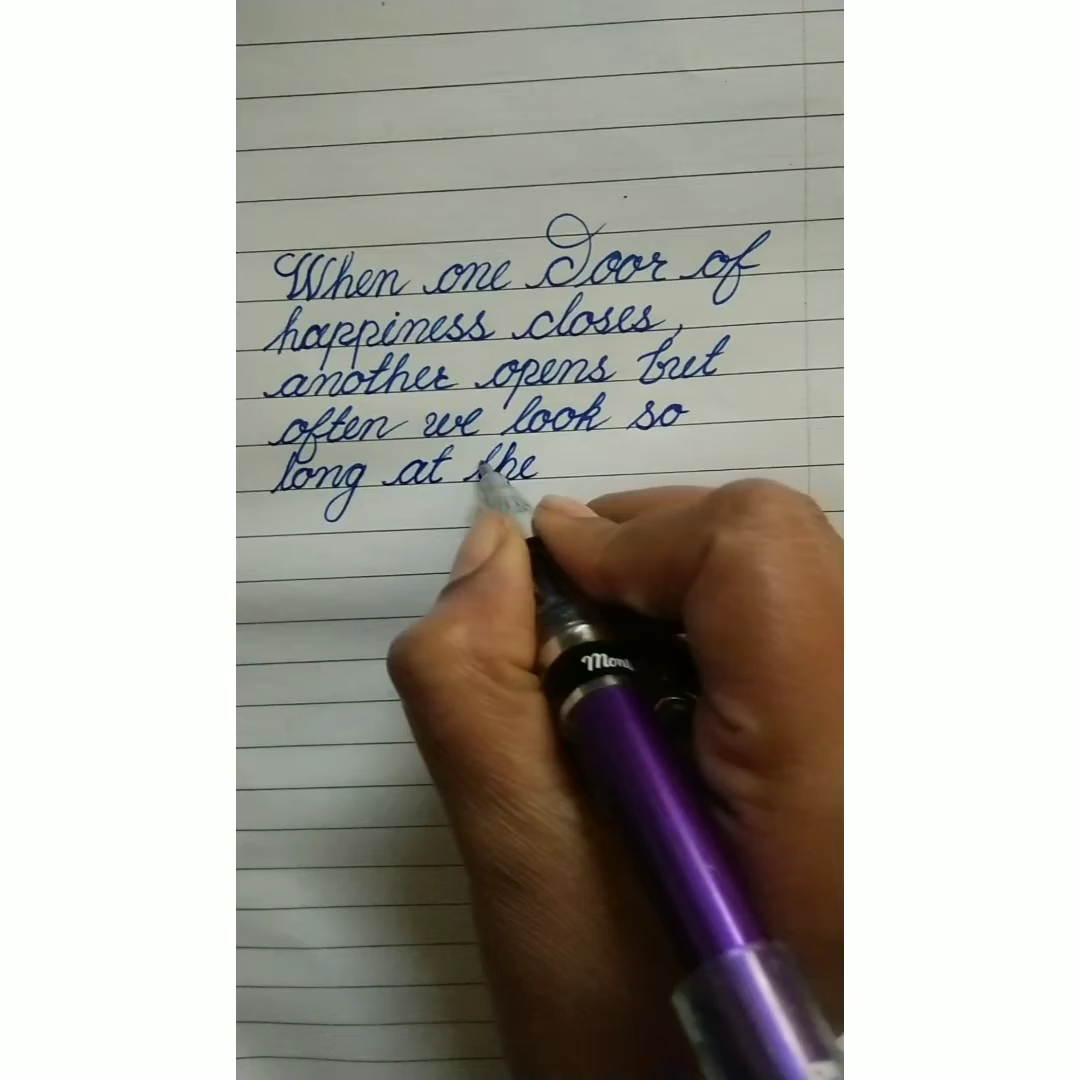 When one Door of
happiness closes,
another opens but
often we look so
long at the